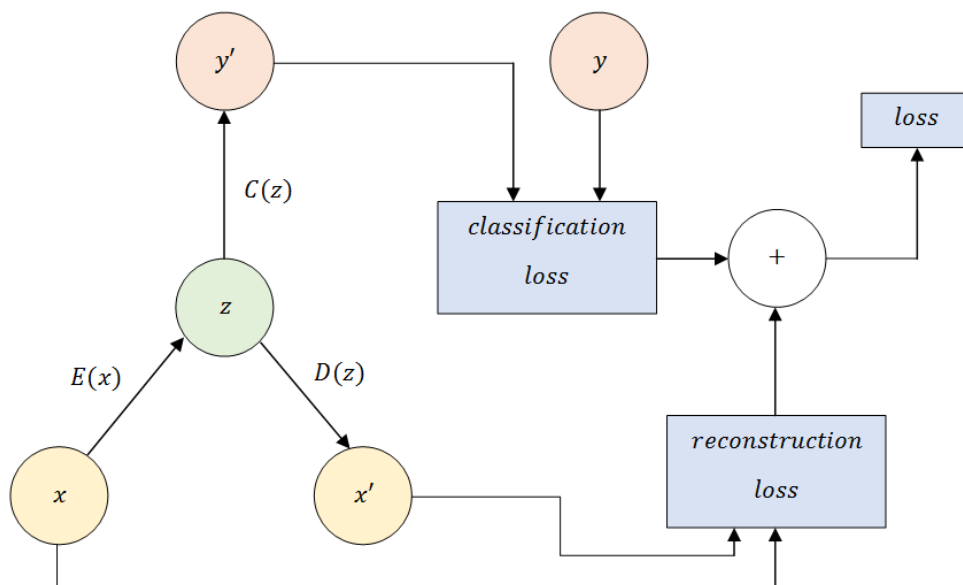 y′
y
loss
C(z)
classification
loss
+
z
E(x)
D(z)
reconstruction
loss
x
x′